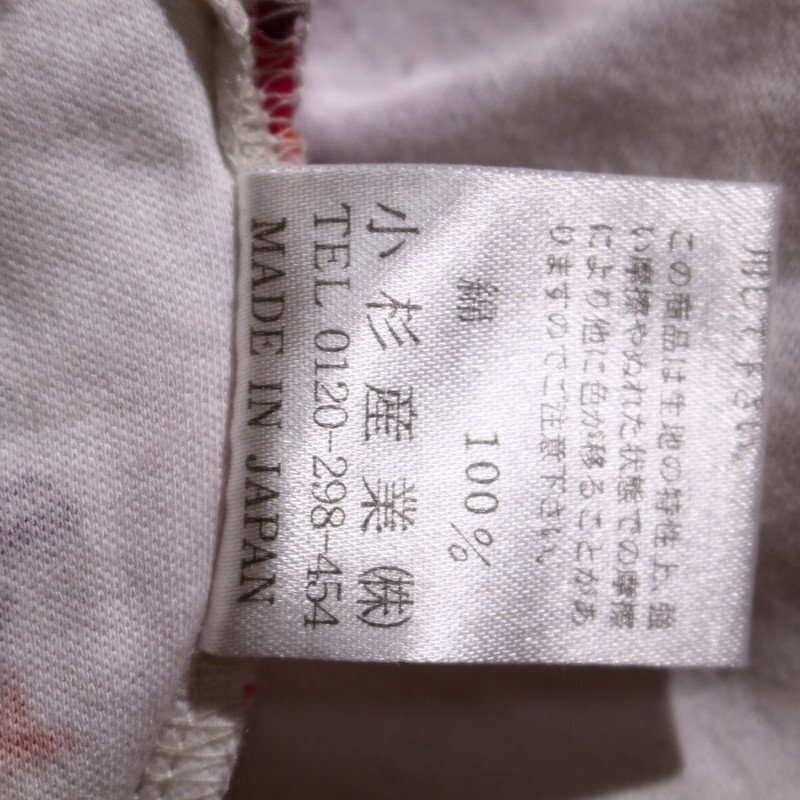 用して下さい。
この商品は生地の特性上、強
い摩擦やぬれた状態での摩擦
により他に色が移ることがあ
りますのでご注意下さい。
綿 100%
小杉産業(株)
TEL 0120-298-454
MADE IN JAPAN